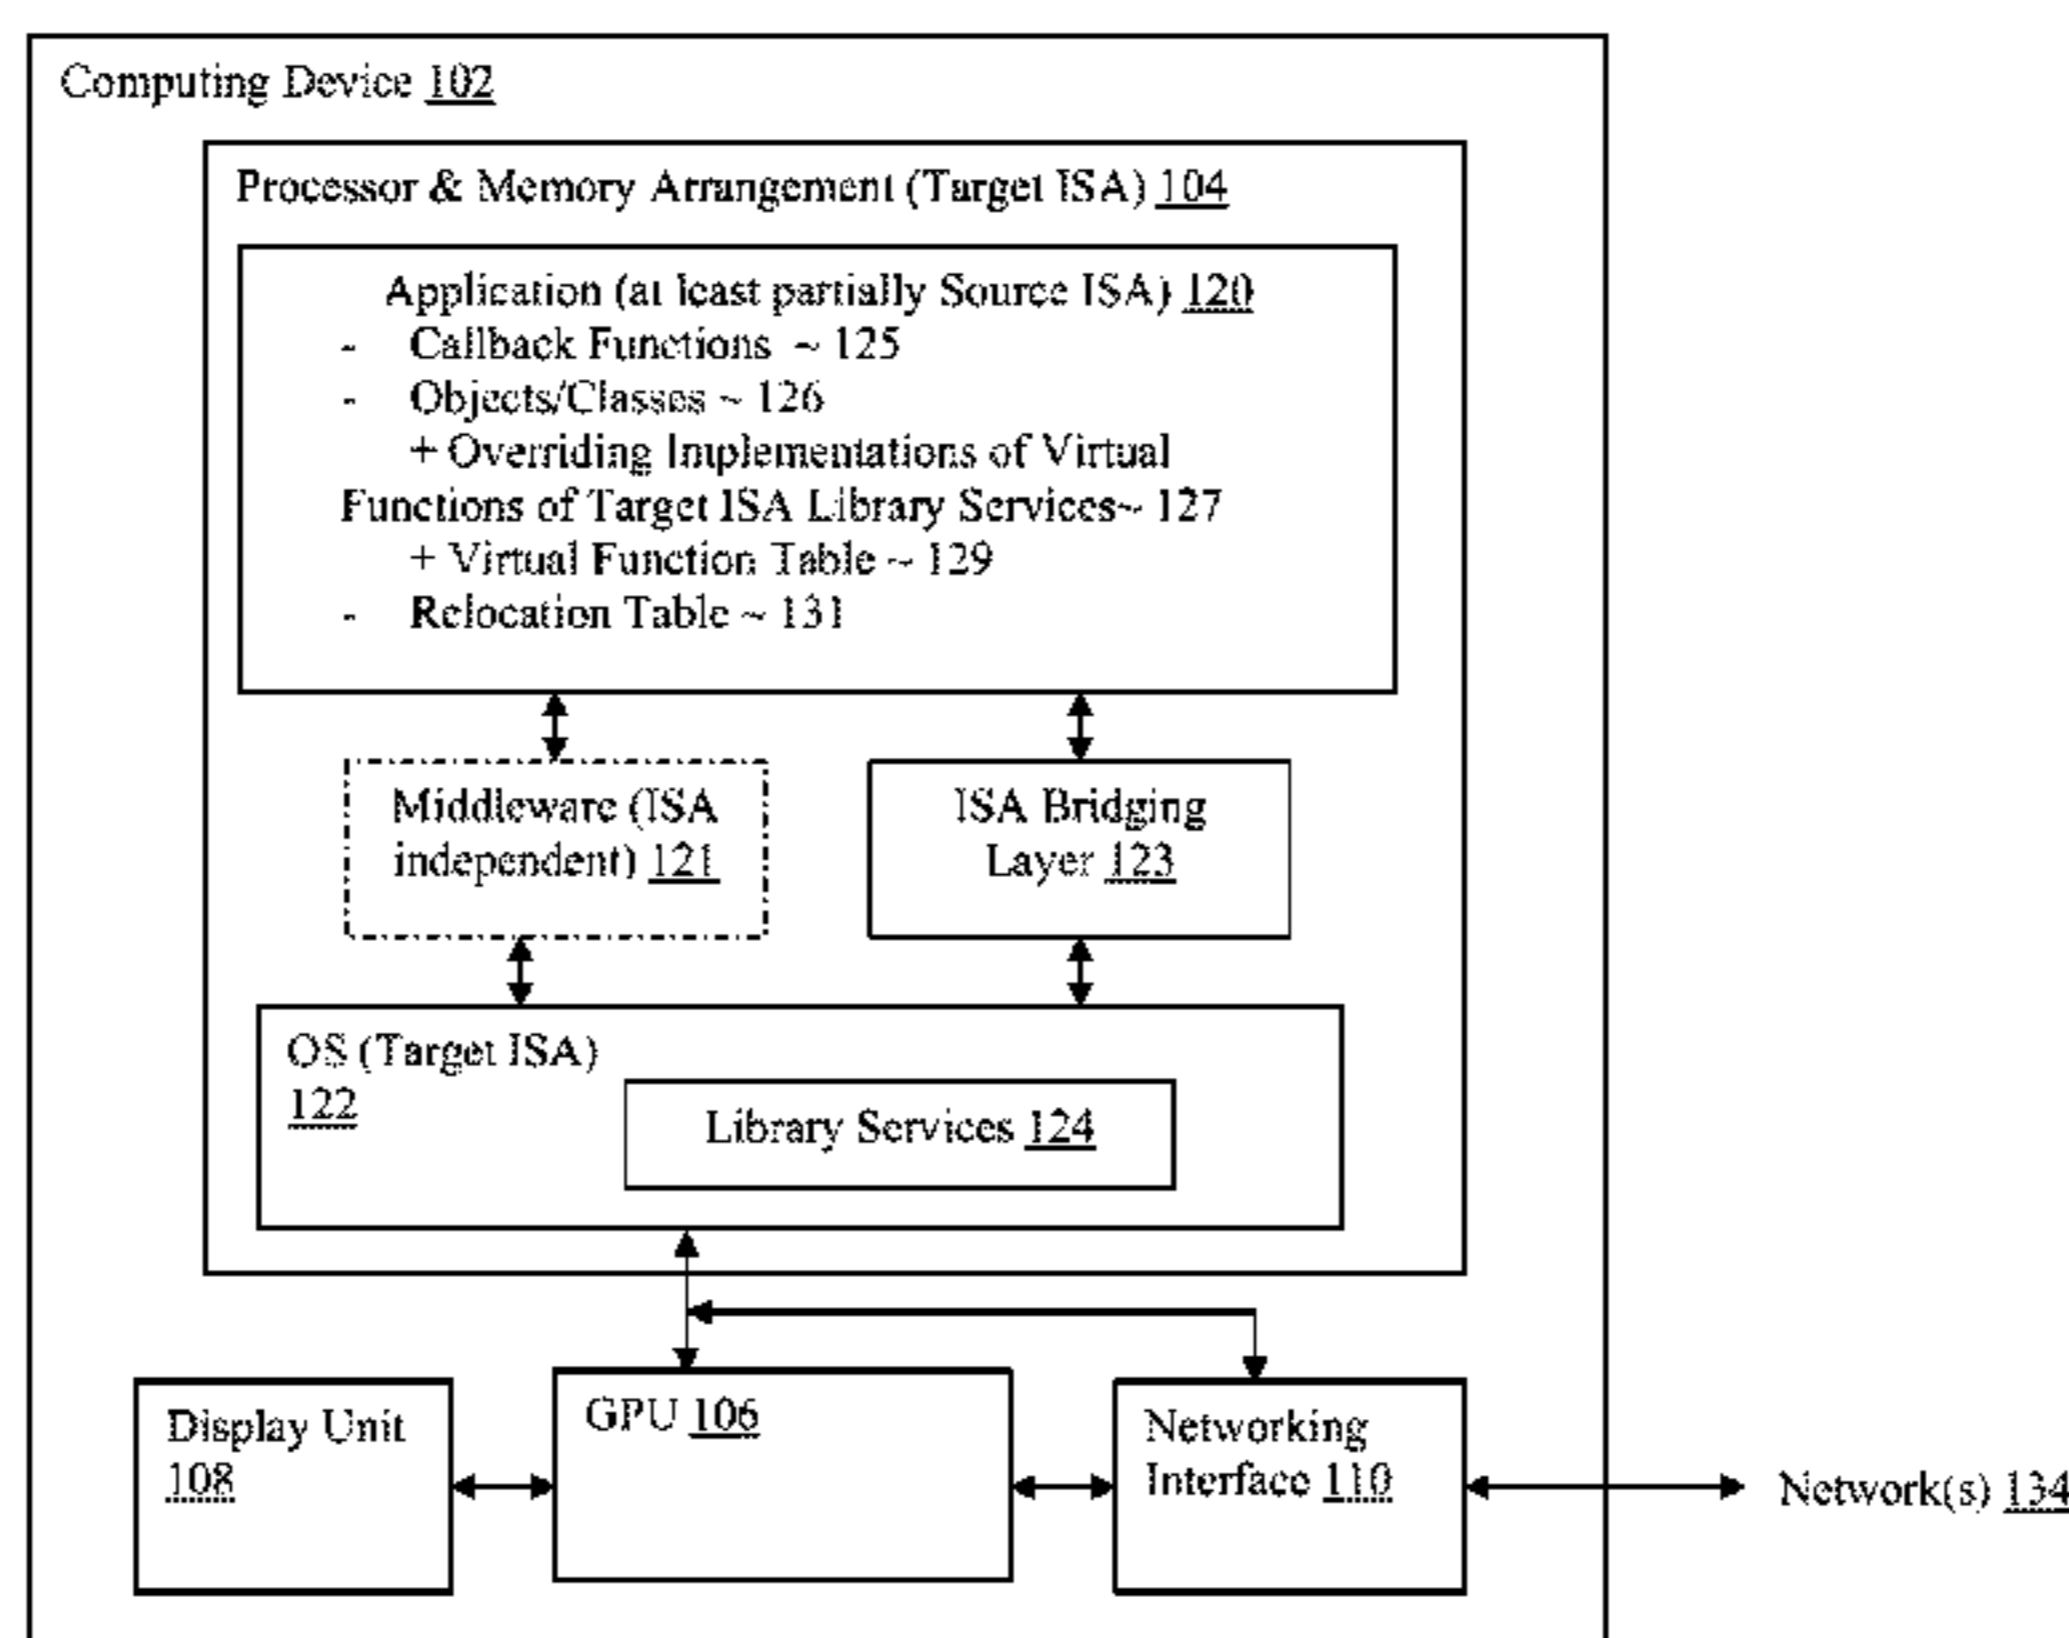 Computing Device 102
Processor & Memory Arrangement (Target ISA) 104
Application (at least partially Source ISA) 120
- Callback Functions ~ 125
- Objects/Classes ~ 126
+ Overriding Implementations of Virtual
Functions of Target ISA Library Services~ 127
+ Virtual Function Table ~ 129
- Relocation Table ~ 131
Middleware (ISA
independent) 121
ISA Bridging
Layer 123
OS (Target ISA)
122
Library Services 124
Display Unit
108
GPU 106
Networking
Interface 110
Network(s) 134